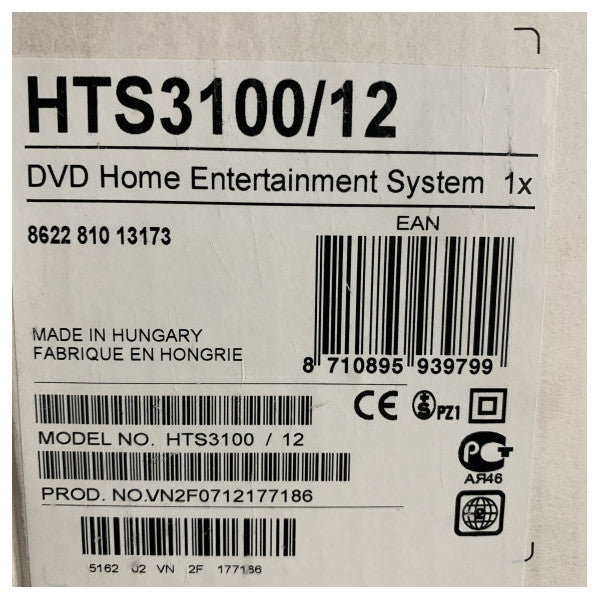 HTS3100/12
DVD Home Entertainment System 1x
8622 810 13173
EAN
8 710895 939799
MADE IN HUNGARY
FABRIQUE EN HONGRIE
CE S PZ1
MODEL NO. HTS3100 / 12
PCT
АЯ46
PROD. NO.VN2F0712177186
2
5162 02 VN 2F 177186